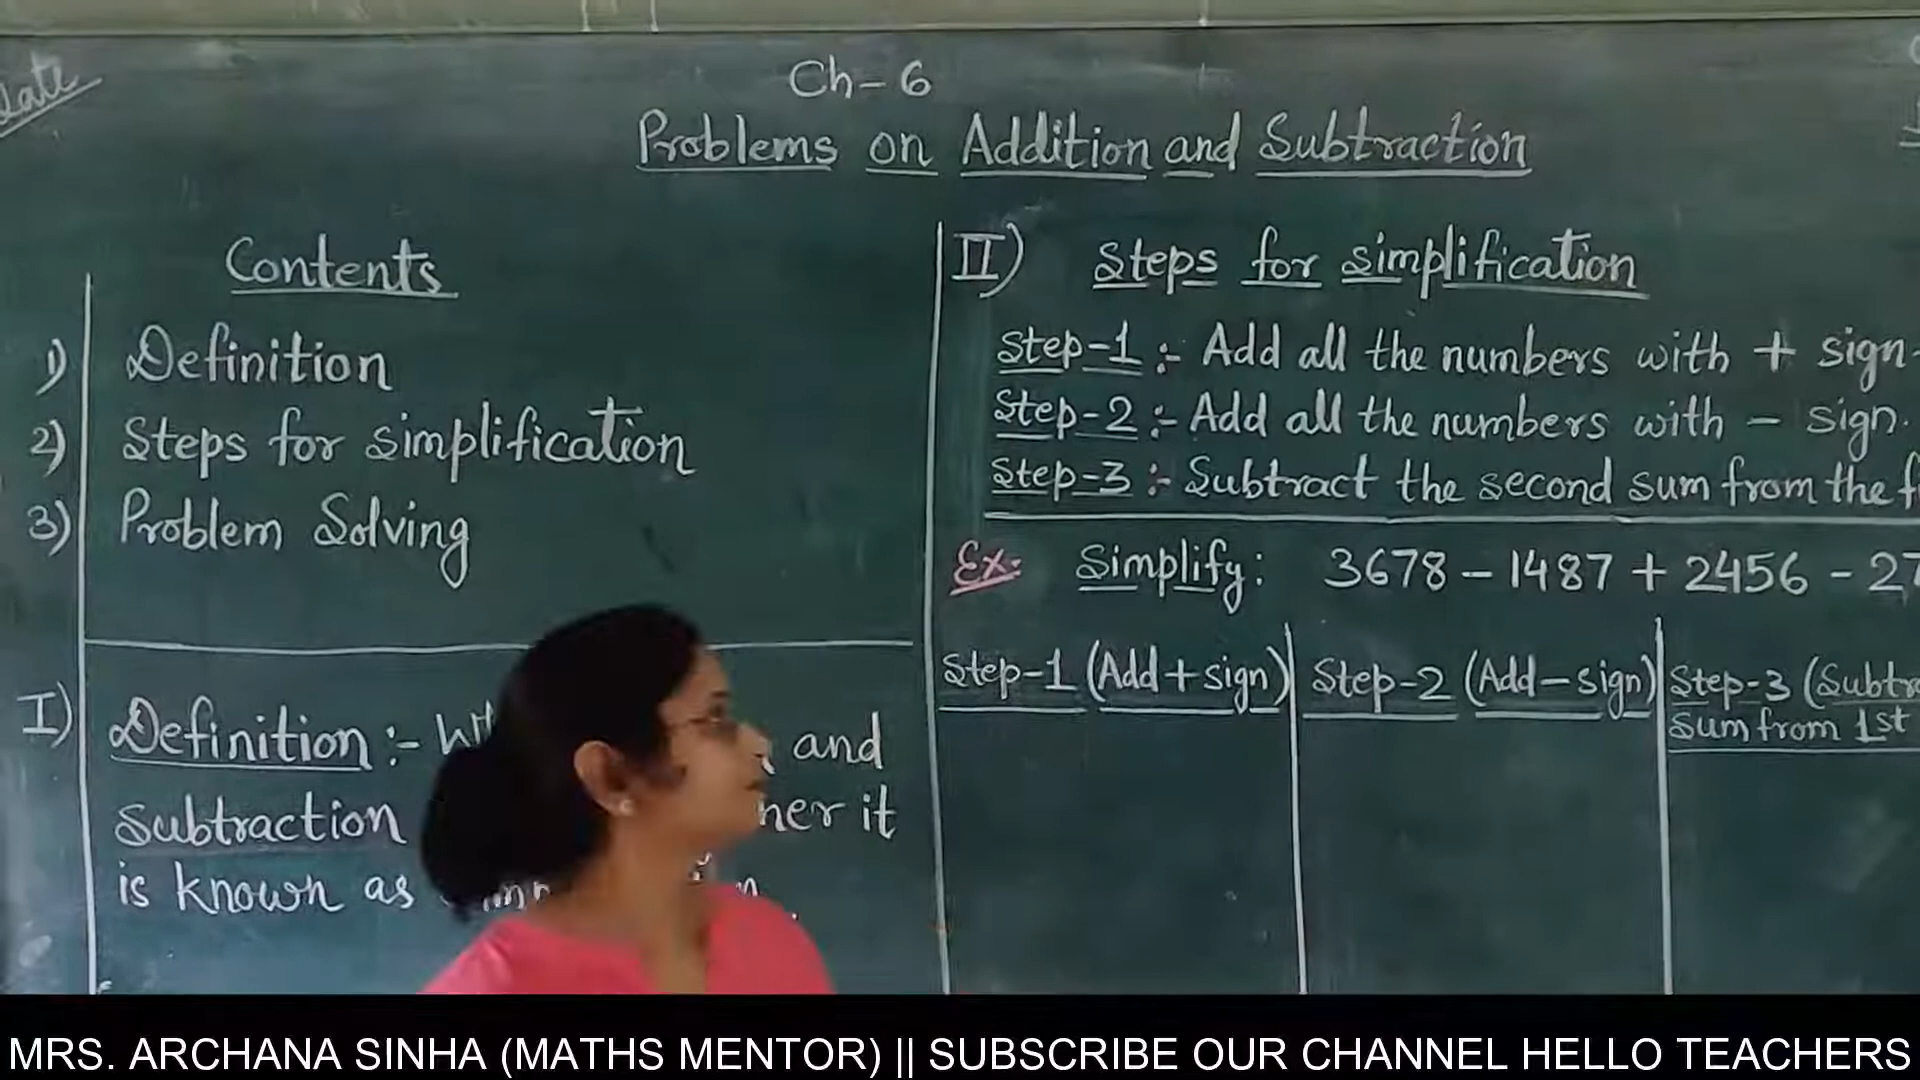 Date
Ch-6
Problems on Addition and Subtraction
Contents
1) Definition
2) Steps for simplification
3) Problem Solving
I) Definition :- and
subtraction it
is known as
II) Steps for simplification
Step-1 :- Add all the numbers with + sign.
Step-2 :- Add all the numbers with - sign.
Step-3 :- Subtract the second sum from the
Ex. Simplify: 3678 - 1487 + 2456 - 27
Step-1 (Add + sign)
Step-2 (Add - sign)
Step-3 (Subtra
sum from 1st
MRS. ARCHANA SINHA (MATHS MENTOR) || SUBSCRIBE OUR CHANNEL HELLO TEACHERS